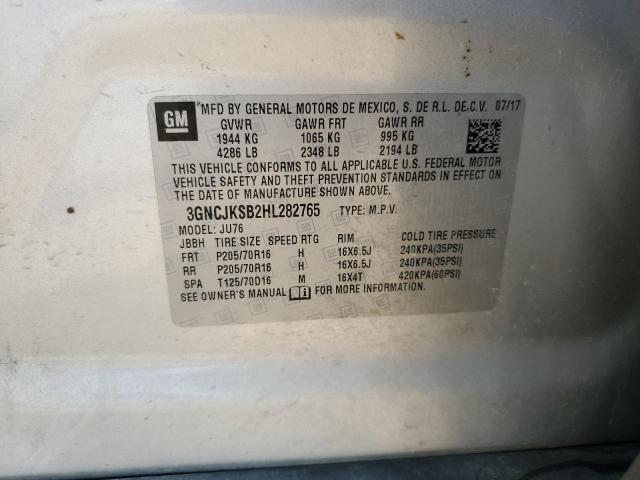 GM
MFD BY GENERAL MOTORS DE MEXICO, S. DE R.L. DE C.V. 07/17
GVWR GAWR FRT GAWR RR
1944 KG 1065 KG 995 KG
4286 LB 2348 LB 2194 LB
THIS VEHICLE CONFORMS TO ALL APPLICABLE U.S. FEDERAL MOTOR
VEHICLE SAFETY AND THEFT PREVENTION STANDARDS IN EFFECT ON
THE DATE OF MANUFACTURE SHOWN ABOVE.
3GNCJKSB2HL282765 TYPE: M.P.V.
MODEL: JU76
JBBH TIRE SIZE SPEED RTG RIM COLD TIRE PRESSURE
FRT P205/70R16 H 16X6.5J 240KPA(35PSI)
RR P205/70R16 H 16X6.5J 240KPA(35PSI)
SPA T125/70D16 M 16X4T 420KPA(60PSI)
SEE OWNER'S MANUAL FOR MORE INFORMATION.